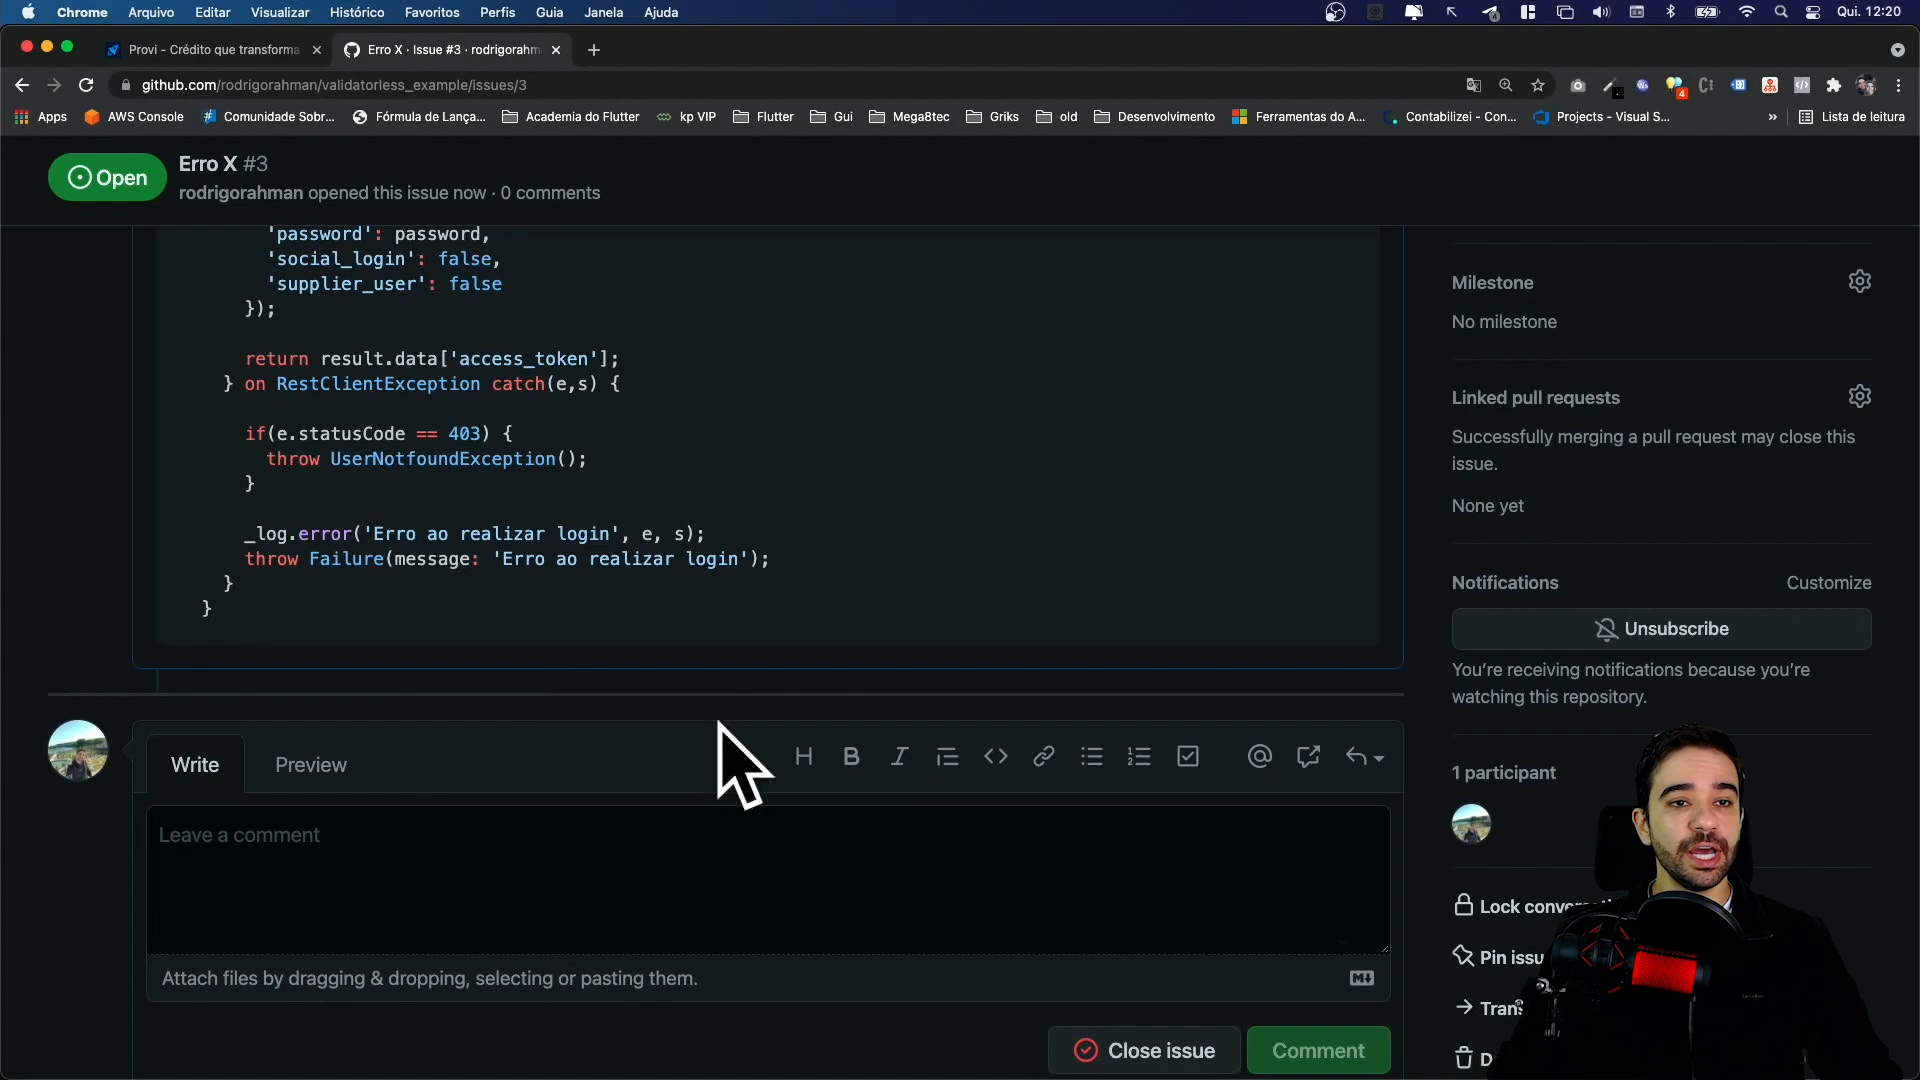 Chrome Arquivo Editar Visualizar Histórico Favoritos Perfis Guia Janela Ajuda Qui. 12:20
Provi - Crédito que transforma
Erro X · Issue #3 · rodrigorahm
github.com/rodrigorahman/validatorless_example/issues/3
Apps AWS Console Comunidade Sobr... Fórmula de Lança... Academia do Flutter kp VIP Flutter Gui Mega8tec Griks old Desenvolvimento Ferramentas do A... Contabilizei - Con... Projects - Visual S... » Lista de leitura
Open
Erro X #3
rodrigorahman opened this issue now · 0 comments
'password': password,
'social_login': false,
'supplier_user': false
});
return result.data['access_token'];
} on RestClientException catch(e,s) {
if(e.statusCode == 403) {
throw UserNotfoundException();
}
_log.error('Erro ao realizar login', e, s);
throw Failure(message: 'Erro ao realizar login');
}
}
Write
Preview
Leave a comment
Attach files by dragging & dropping, selecting or pasting them.
Close issue
Comment
Milestone
No milestone
Linked pull requests
Successfully merging a pull request may close this
issue.
None yet
Notifications
Customize
Unsubscribe
You're receiving notifications because you're
watching this repository.
1 participant
Lock
Pin